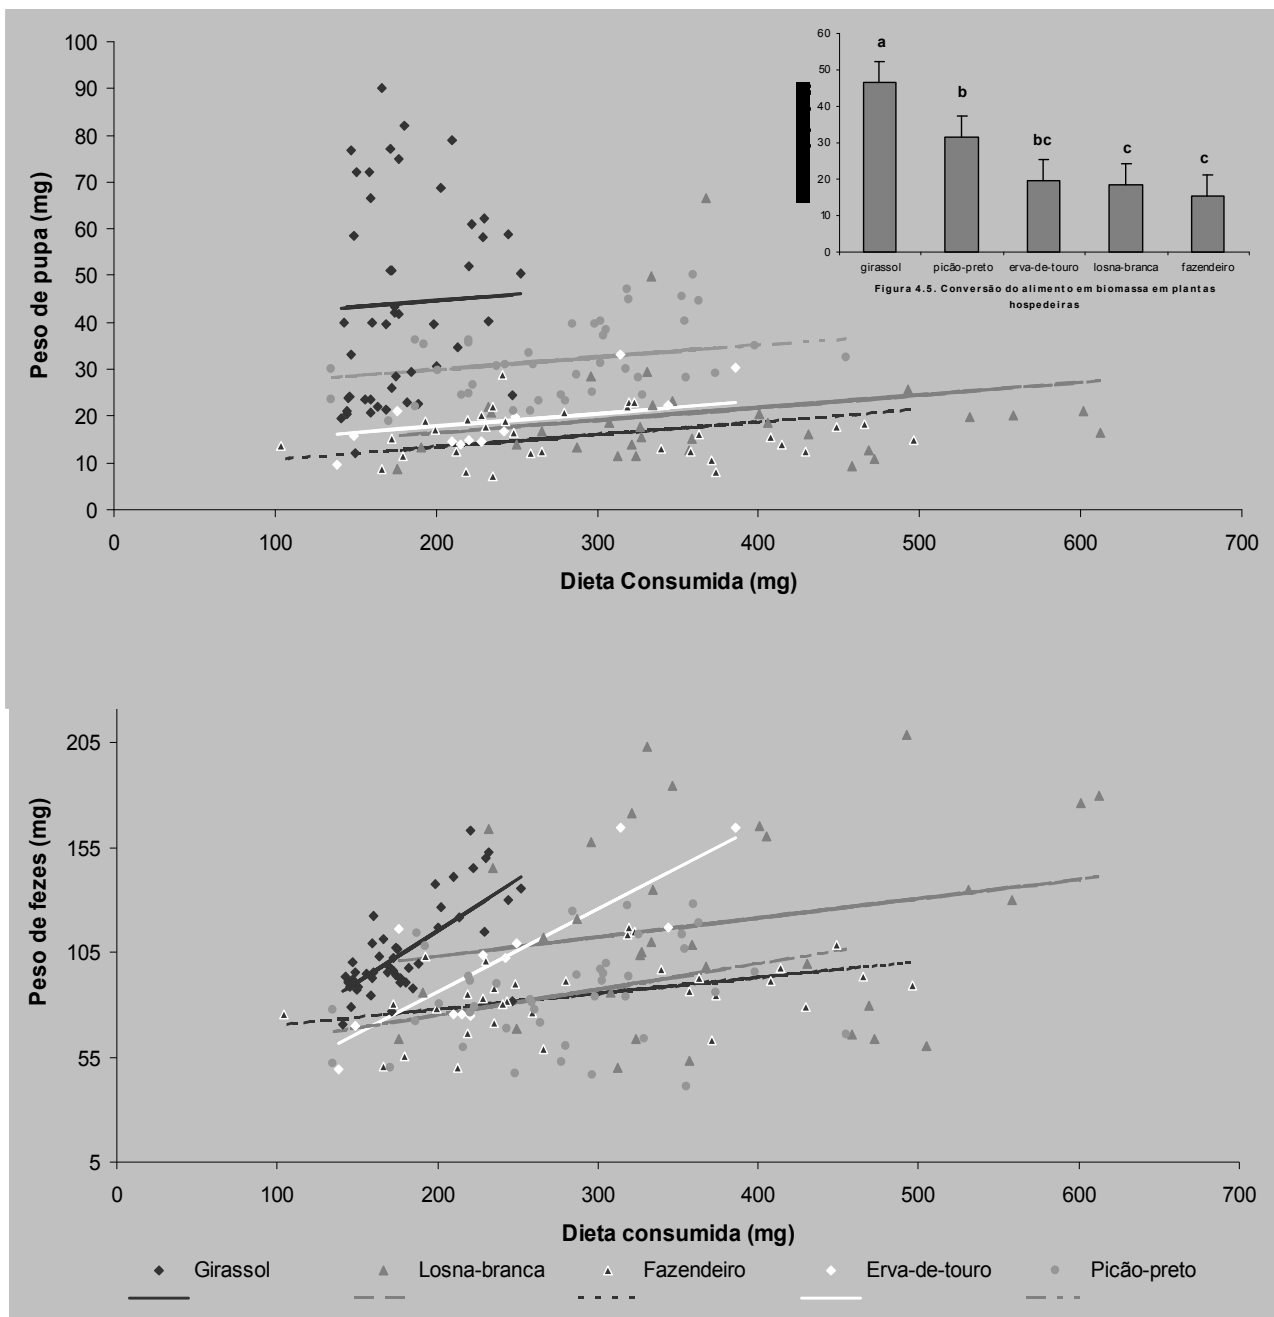 100
90
80
70
60
50
40
30
20
10
0
Peso de pupa (mg)
0 100 200 300 400 500 600 700
Dieta Consumida (mg)
60
50
40
30
20
10
0
a
b
bc
c
c
girassol picão-preto erva-de-touro losna-branca fazendeiro
Figura 4.5. Conversão do alimento em biomassa em plantas
hospedeiras
205
155
105
55
5
Peso de fezes (mg)
0 100 200 300 400 500 600 700
Dieta consumida (mg)
Girassol Losna-branca Fazendeiro Erva-de-touro Picão-preto